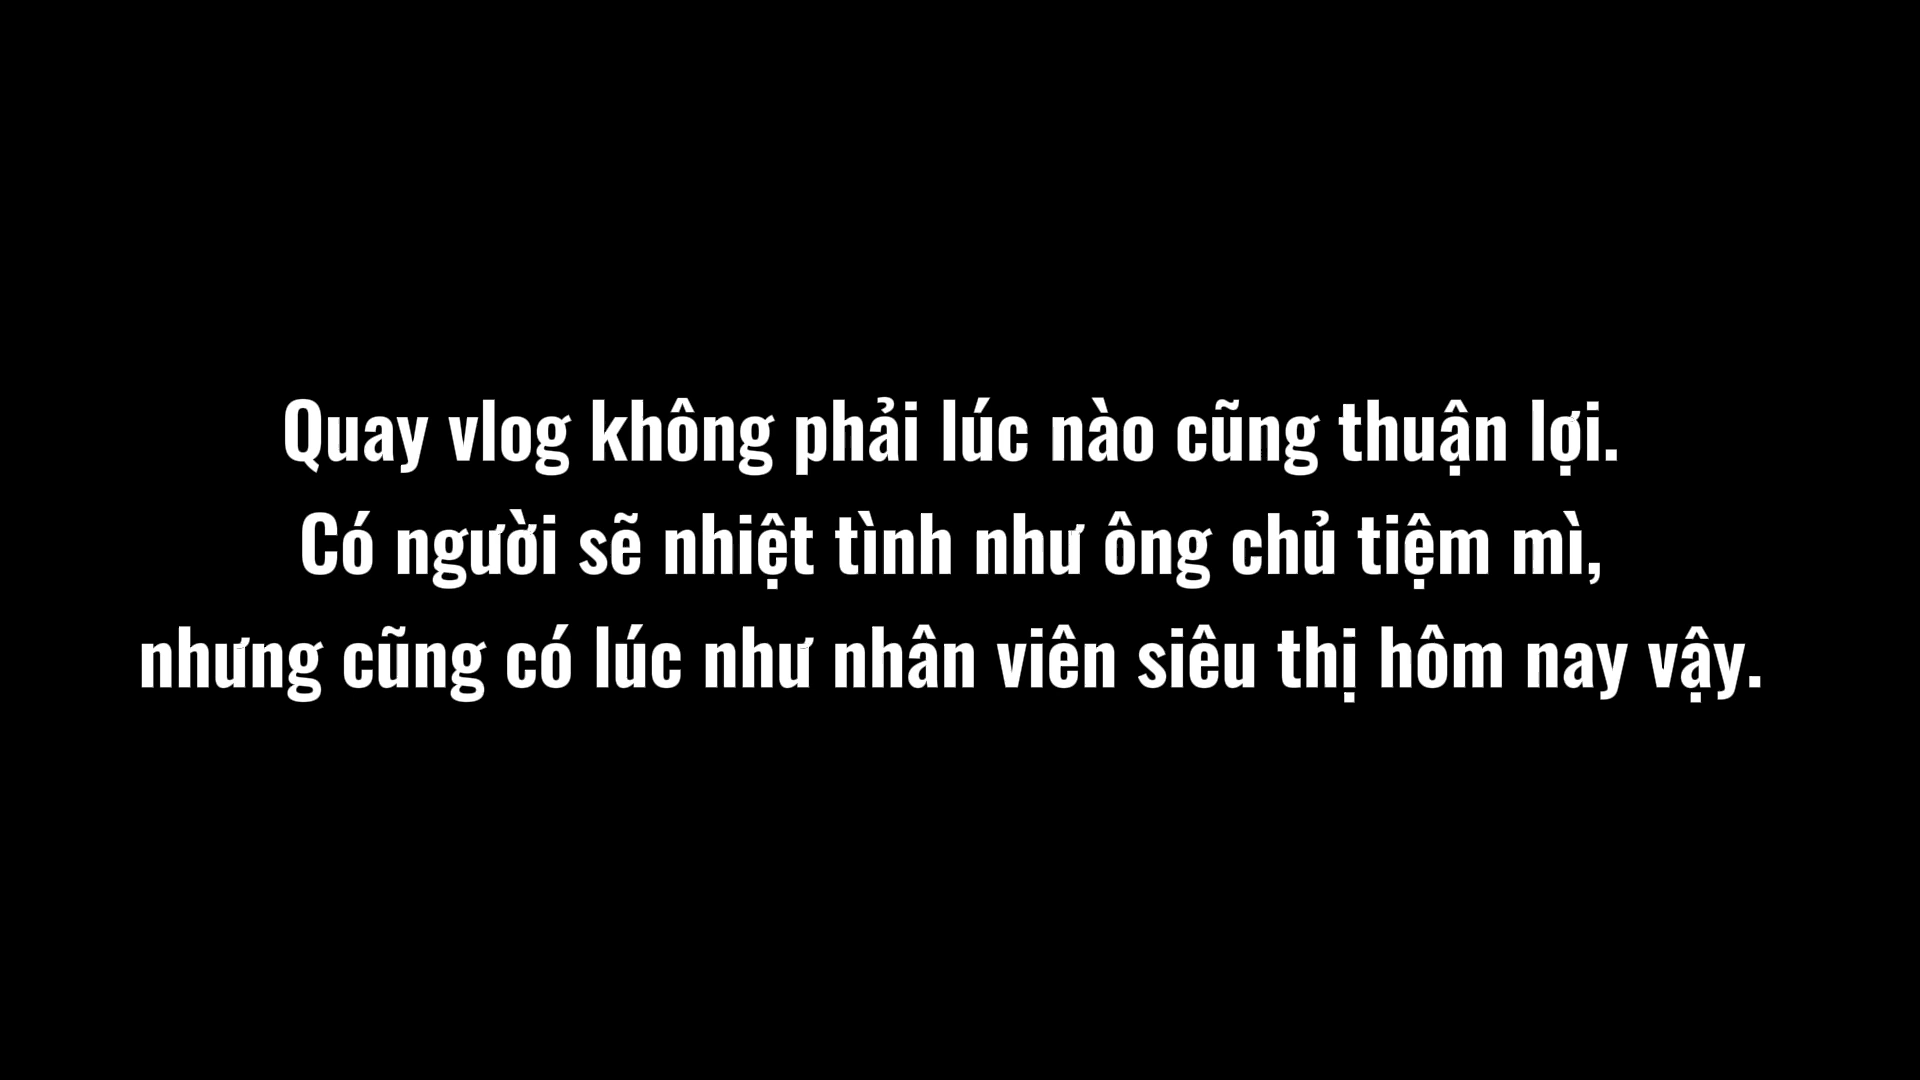 Quay vlog không phải lúc nào cũng thuận lợi.
Có người sẽ nhiệt tình như ông chủ tiệm mì,
nhưng cũng có lúc như nhân viên siêu thị hôm nay vậy.